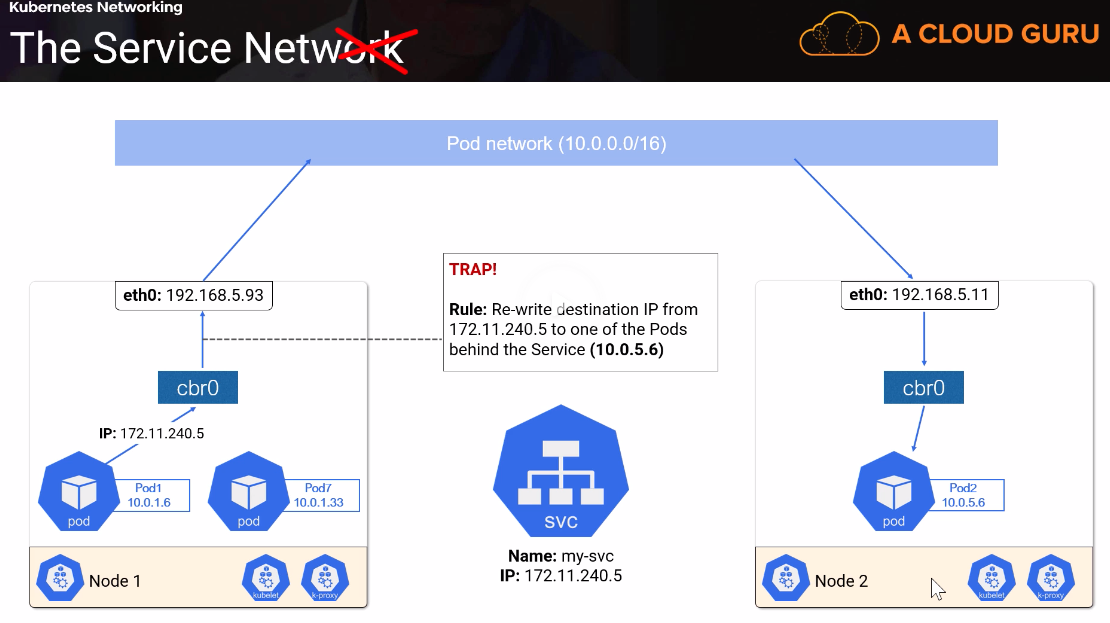 Kubernetes Networking
The Service Network
A CLOUD GURU
Pod network (10.0.0.0/16)
eth0: 192.168.5.93
TRAP!
Rule: Re-write destination IP from
172.11.240.5 to one of the Pods
behind the Service (10.0.5.6)
eth0: 192.168.5.11
cbr0
cbr0
IP: 172.11.240.5
Pod1
10.0.1.6
pod
Pod7
10.0.1.33
pod
svc
Name: my-svc
IP: 172.11.240.5
Pod2
10.0.5.6
pod
Node 1
kubelet
k-proxy
Node 2
kubelet
k-proxy